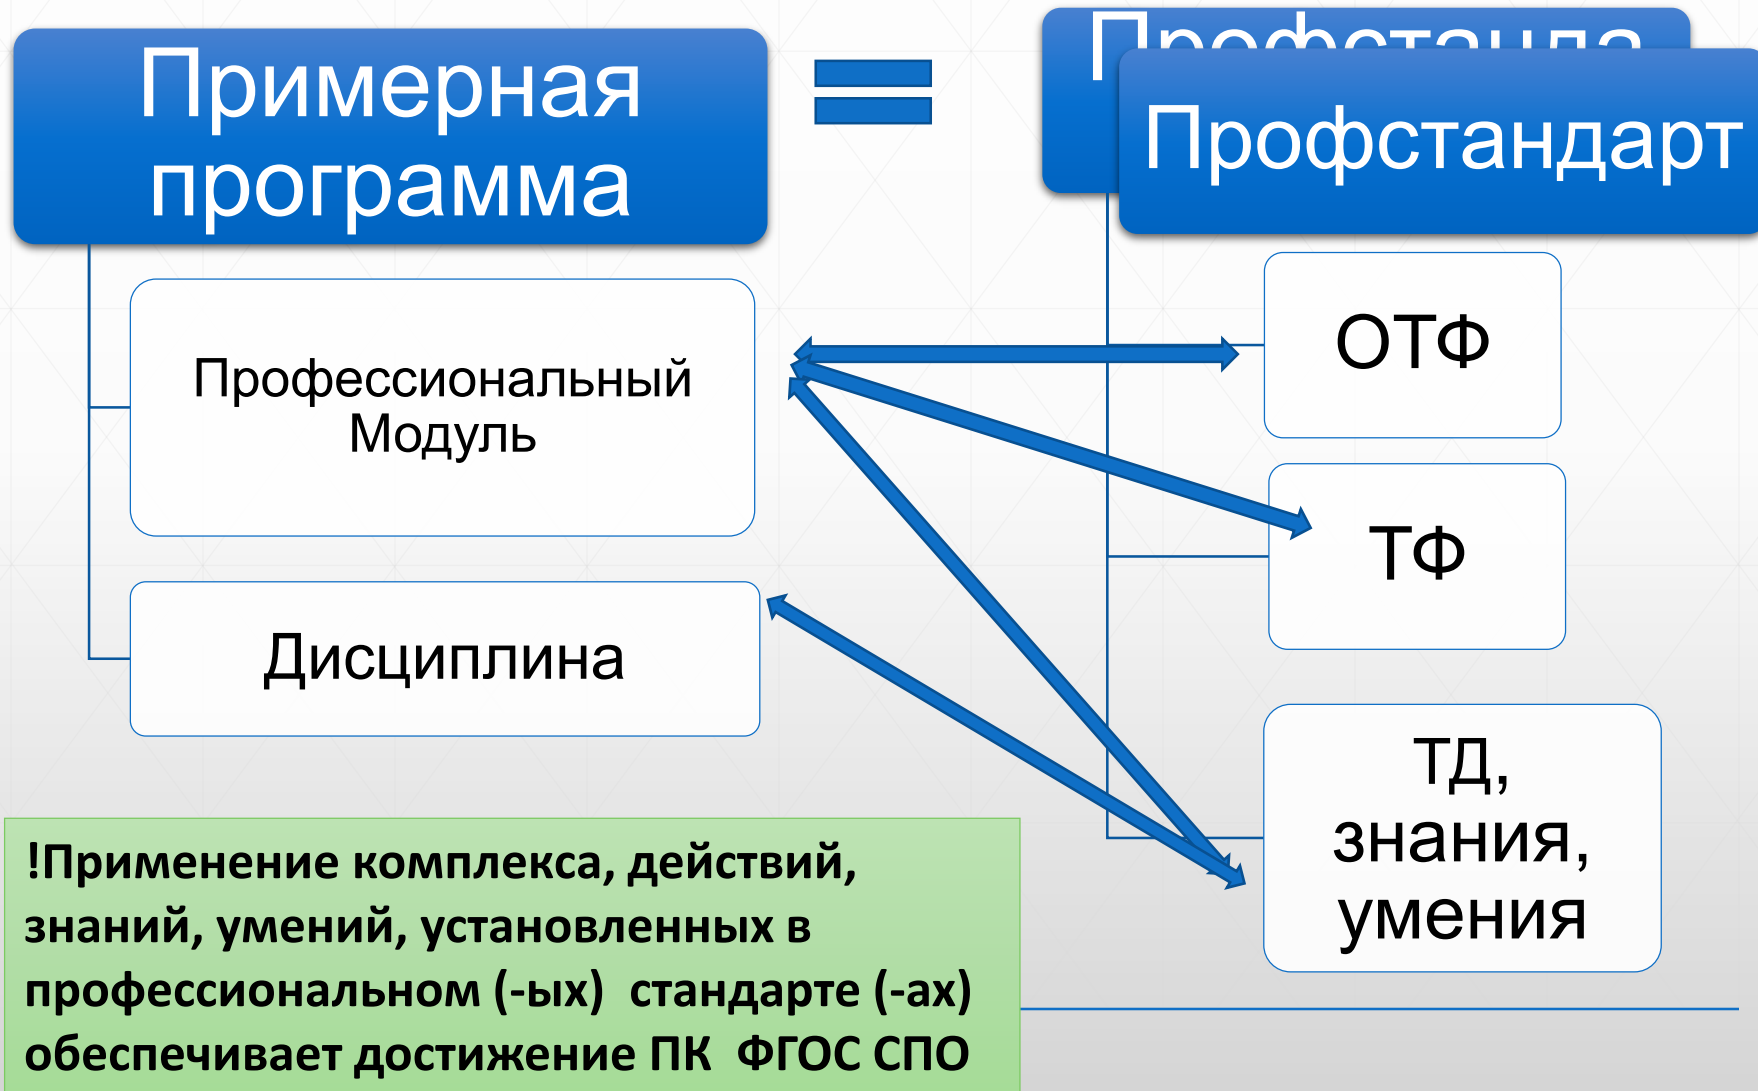 Примерная
программа
Профстанда
Профстандарт
Профессиональный
Модуль
Дисциплина
ОТФ
ТФ
ТД,
знания,
умения
!Применение комплекса, действий,
знаний, умений, установленных в
профессиональном (-ых) стандарте (-ах)
обеспечивает достижение ПК ФГОС СПО